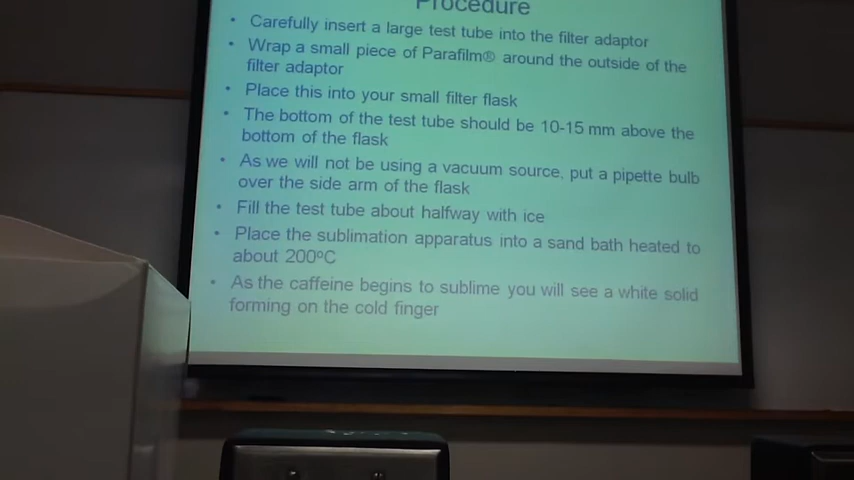 Procedure
• Carefully insert a large test tube into the filter adaptor
• Wrap a small piece of Parafilm® around the outside of the
filter adaptor
• Place this into your small filter flask
• The bottom of the test tube should be 10-15 mm above the
bottom of the flask
• As we will not be using a vacuum source, put a pipette bulb
over the side arm of the flask
• Fill the test tube about halfway with ice
• Place the sublimation apparatus into a sand bath heated to
about 200ºC
• As the caffeine begins to sublime you will see a white solid
forming on the cold finger